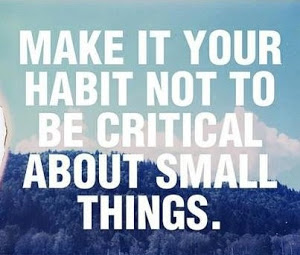 MAKE IT YOUR
HABIT NOT TO
BE CRITICAL
ABOUT SMALL
THINGS.